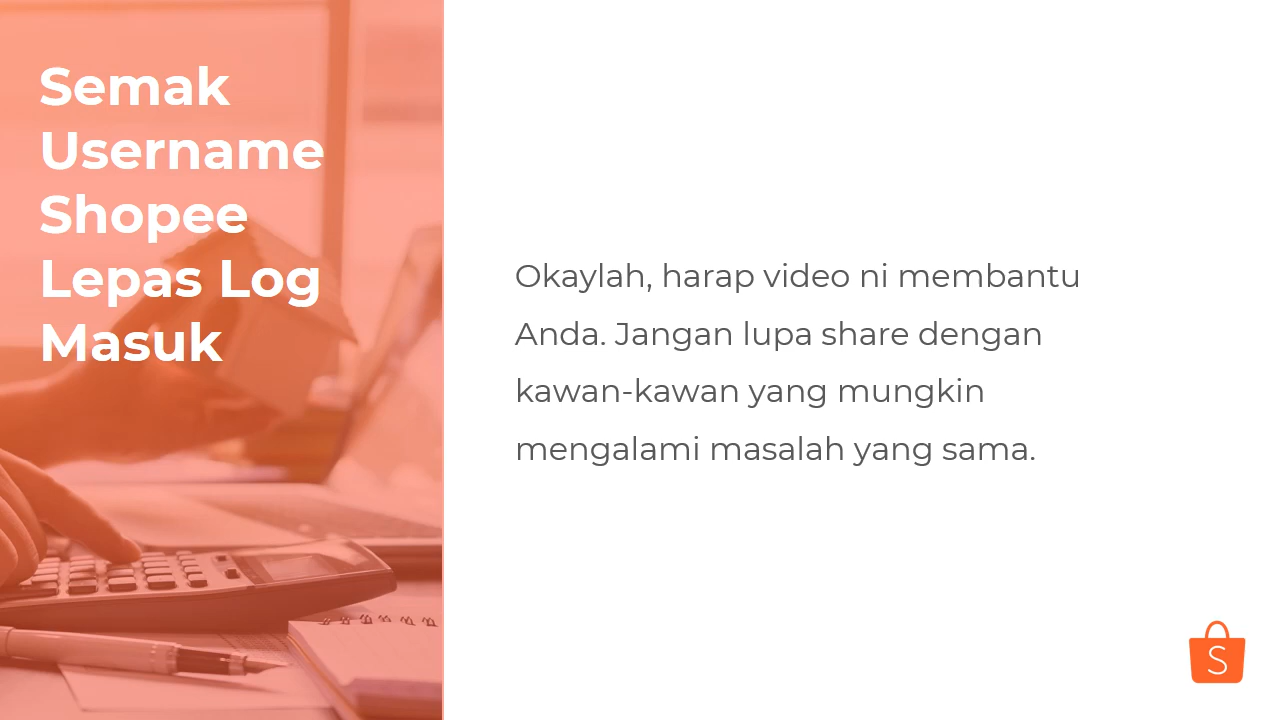 Semak
Username
Shopee
Lepas Log
Masuk
Okaylah, harap video ni membantu
Anda. Jangan lupa share dengan
kawan-kawan yang mungkin
mengalami masalah yang sama.
S